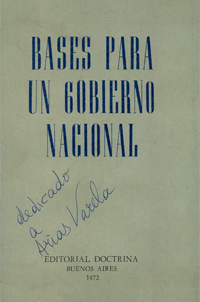 BASES PARA
UN GOBIERNO
NACIONAL
dedicado
a
Arias Varela
EDITORIAL DOCTRINA
BUENOS AIRES
1972